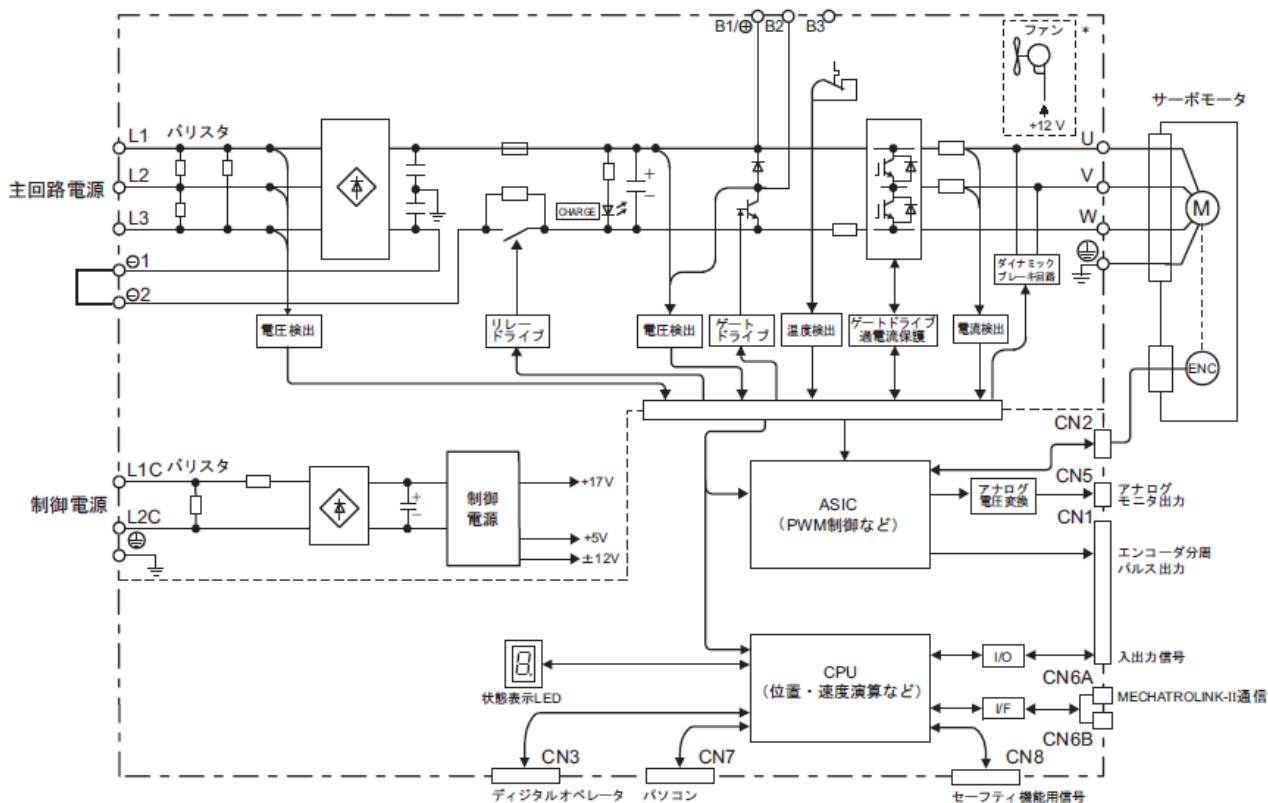 B1/⊕
B2
B3
ファン
*
+12 V
サーボモータ
L1
バリスタ
U
L2
V
主回路電源
CHARGE
+
−
M
L3
W
ダイナミック
ブレーキ回路
⊖1
⊖2
電圧検出
リレー
ドライブ
電圧検出
ゲート
ドライブ
温度検出
ゲートドライブ
過電流保護
電流検出
ENC
CN2
L1C
バリスタ
+17V
制御電源
+
−
制御
電源
ASIC
(PWM制御など)
アナログ
電圧変換
CN5
アナログ
モニタ出力
CN1
L2C
+5V
±12V
エンコーダ分周
パルス出力
8.
状態表示LED
CPU
(位置・速度演算など)
I/O
入出力信号
CN6A
I/F
MECHATROLINK-II通信
CN6B
CN3
CN7
CN8
ディジタルオペレータ
パソコン
セーフティ機能用信号